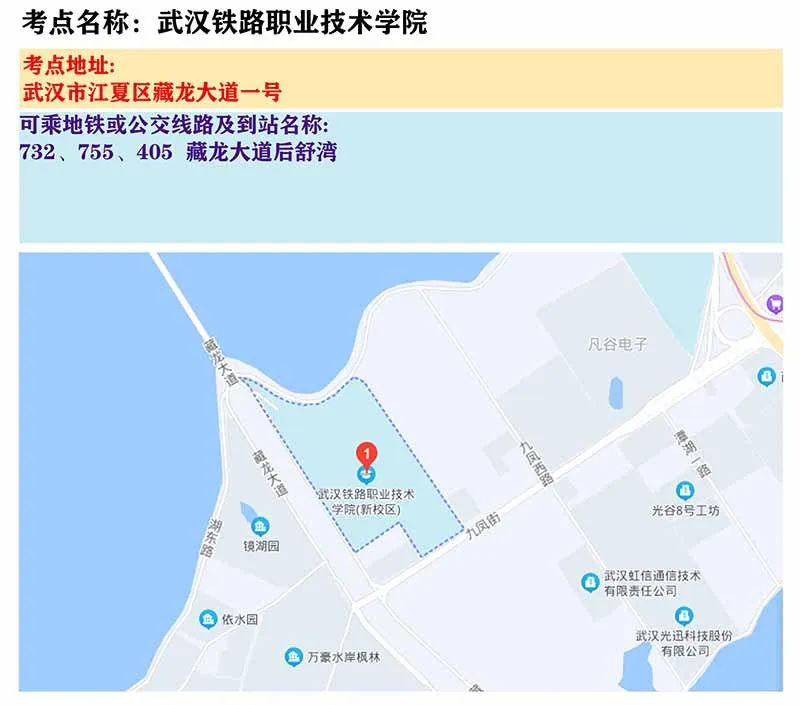 考点名称：武汉铁路职业技术学院
考点地址:
武汉市江夏区藏龙大道一号
可乘地铁或公交线路及到站名称:
732、755、405 藏龙大道后舒湾
藏龙大道
凡谷电子
1
藏龙大道
九凤西路
潭湖一路
武汉铁路职业技术
学院(新校区)
光谷8号工坊
九凤街
湖东路
镜湖园
武汉虹信通信技术
有限责任公司
依水园
武汉光迅科技股份
有限公司
万豪水岸枫林